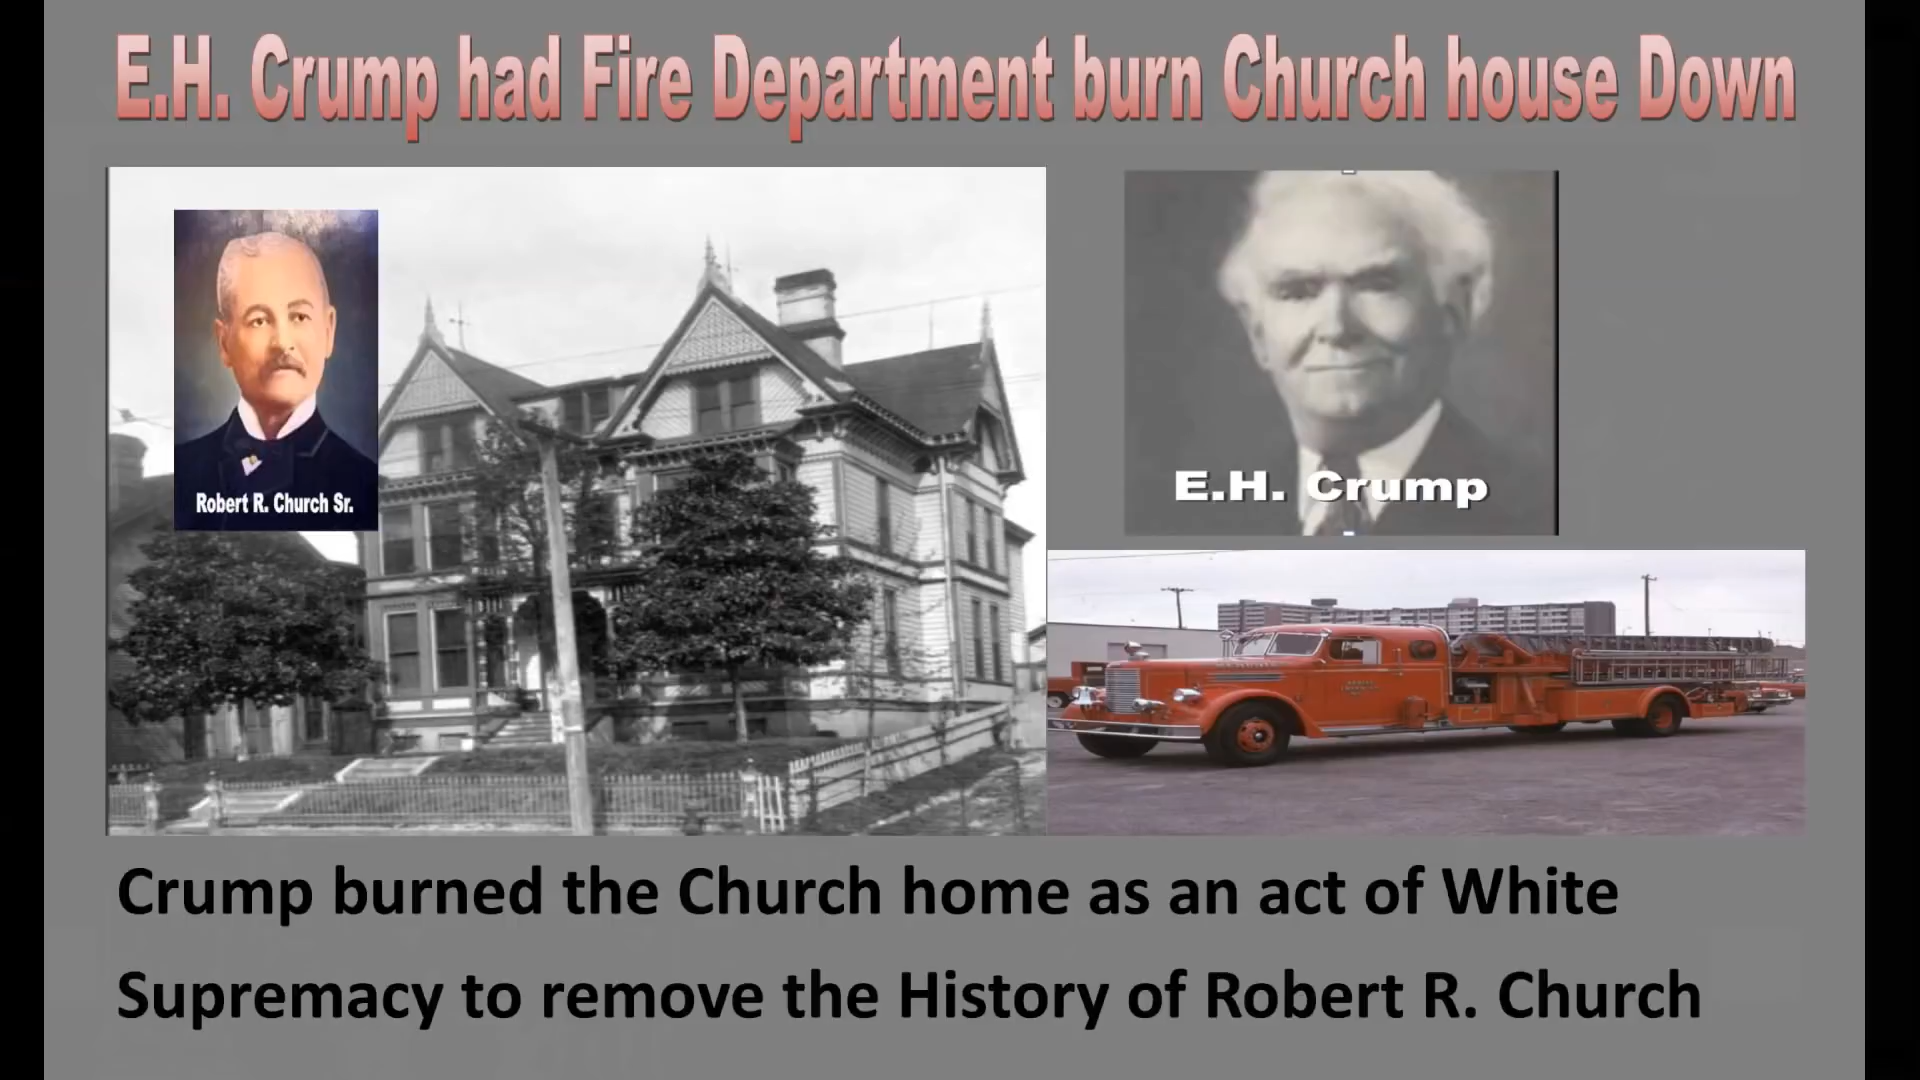 E.H. Crump had Fire Department burn Church house Down
Robert R. Church Sr.
E.H. Crump
Crump burned the Church home as an act of White
Supremacy to remove the History of Robert R. Church